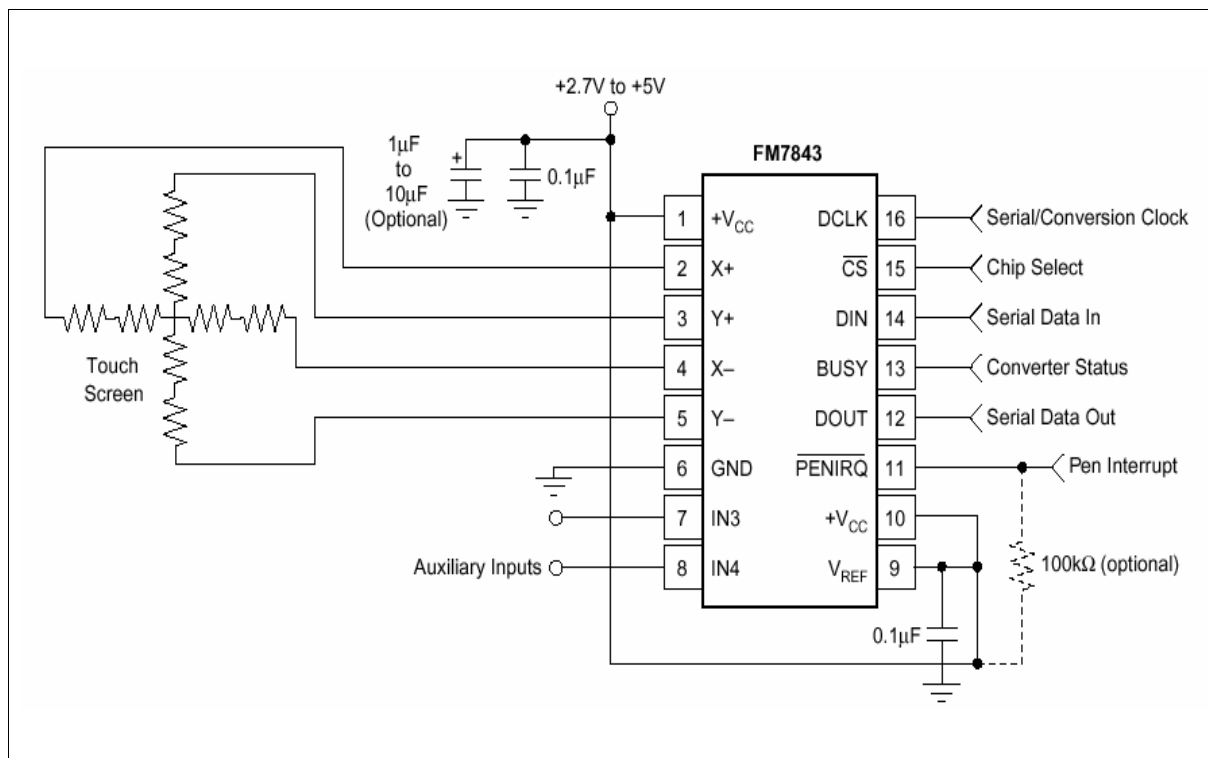 +2.7V to +5V
1μF
to
10μF
(Optional)
0.1μF
FM7843
1 +VCC DCLK 16 Serial/Conversion Clock
2 X+ CS 15 Chip Select
3 Y+ DIN 14 Serial Data In
4 X– BUSY 13 Converter Status
5 Y– DOUT 12 Serial Data Out
6 GND PENIRQ 11 Pen Interrupt
7 IN3 +VCC 10
Auxiliary Inputs 8 IN4 VREF 9
100kΩ (optional)
0.1μF
Touch
Screen